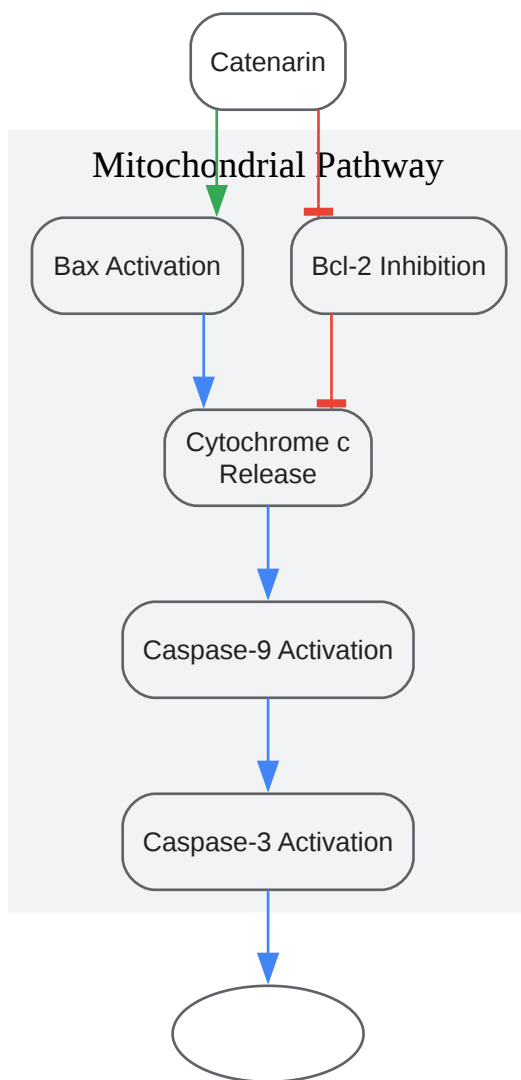 Catenarin
Mitochondrial Pathway
Bax Activation
Bcl-2 Inhibition
Cytochrome c
Release
Caspase-9 Activation
Caspase-3 Activation